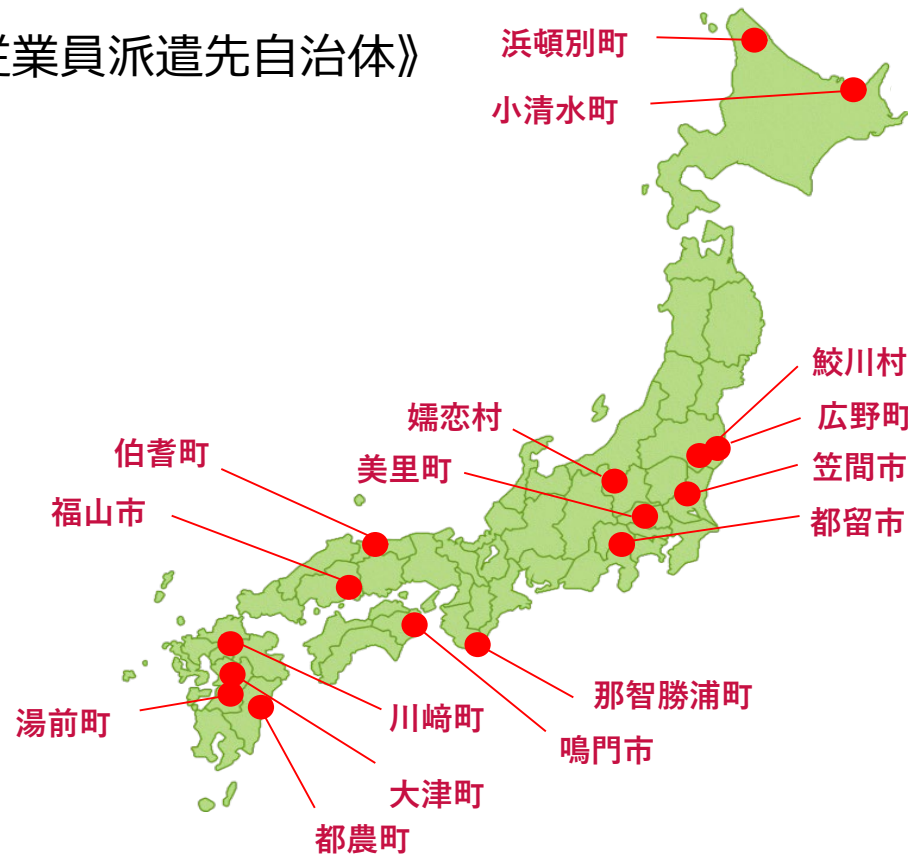 業員派遣先自治体》
浜頓別町
小清水町
鮫川村
広野町
嬬恋村
伯耆町
美里町
笠間市
福山市
都留市
那智勝浦町
湯前町
川﨑町
鳴門市
大津町
都農町